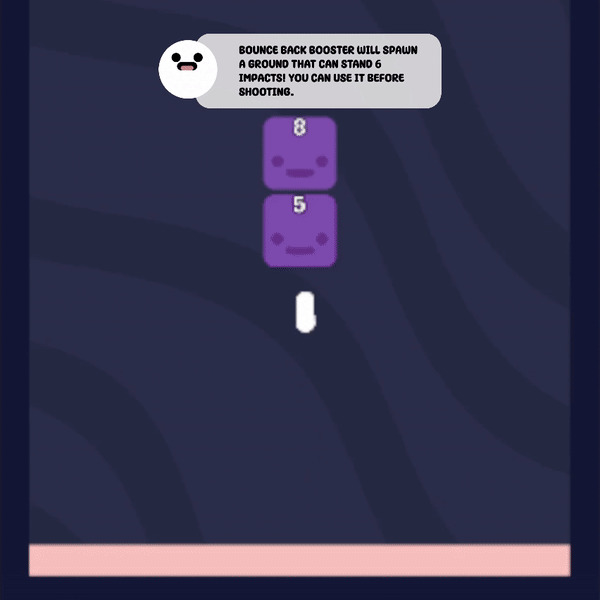 BOUNCE BACK BOOSTER WILL SPAWN
A GROUND THAT CAN STAND 6
IMPACTS! YOU CAN USE IT BEFORE
SHOOTING.
8
5